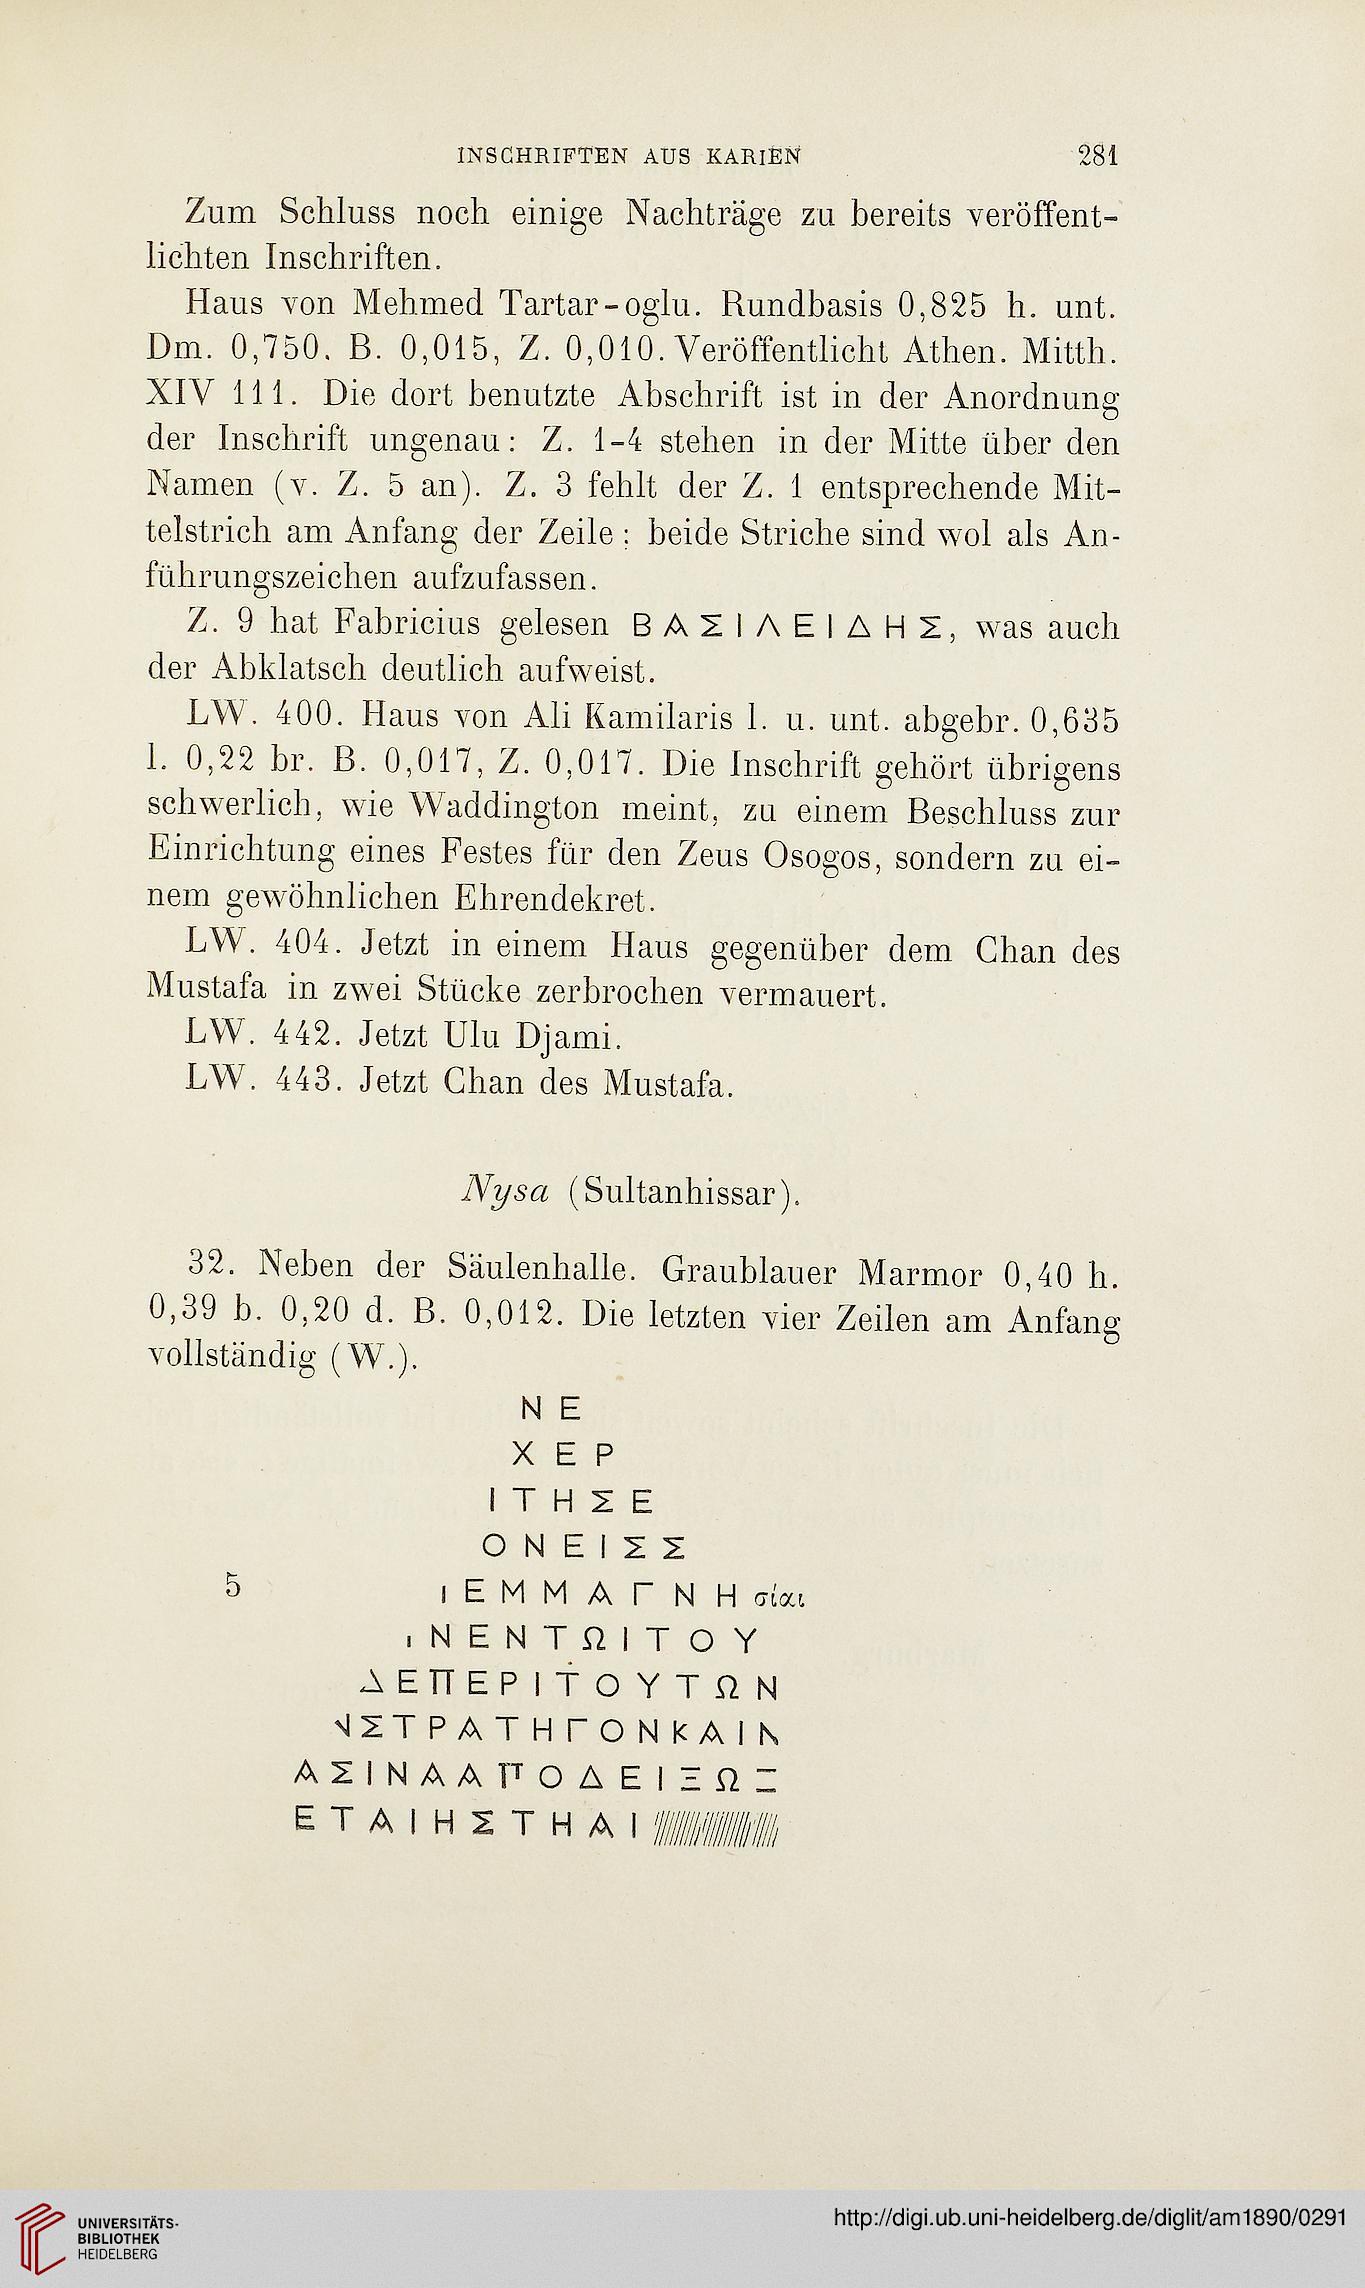 INSCHRIFTEN AUS KARIEN 281
Zum Schluss noch einige Nachträge zu bereits veröffent-
lichten Inschriften.
Haus von Mehmed Tartar-oglu. Rundbasis 0,825 h. unt.
Dm. 0,750. B. 0,015, Z. 0,010. Veröffentlicht Athen. Mitth.
XIV 111. Die dort benutzte Abschrift ist in der Anordnung
der Inschrift ungenau: Z. 1-4 stehen in der Mitte über den
Namen (v. Z. 5 an). Z. 3 fehlt der Z. 1 entsprechende Mit-
telstrich am Anfang der Zeile: beide Striche sind wol als An-
führungszeichen aufzufassen.
Z. 9 hat Fabricius gelesen ΒΑΣΙΛΕΙΔΗΣ, was auch
der Abklatsch deutlich aufweist.
LW. 400. Haus von Ali Kamilaris l. u. unt. abgebr. 0,635
l. 0,22 br. B. 0,017, Z. 0,017. Die Inschrift gehört übrigens
schwerlich, wie Waddington meint, zu einem Beschluss zur
Einrichtung eines Festes für den Zeus Osogos, sondern zu ei-
nem gewöhnlichen Ehrendekret.
LW. 404. Jetzt in einem Haus gegenüber dem Chan des
Mustafa in zwei Stücke zerbrochen vermauert.
LW. 442. Jetzt Ulu Djami.
LW. 443. Jetzt Chan des Mustafa.
Nysa (Sultanhissar).
32. Neben der Säulenhalle. Graublauer Marmor 0,40 h.
0,39 b. 0,20 d. B. 0,012. Die letzten vier Zeilen am Anfang
vollständig (W.).
ΝΕ
ΧΕΡ
ΙΤΗΣΕ
ΟΝΕΙΣΣ
5 ΙΕΜΜΑΓΝΗσίαι
ΙΝΕΝΤΩΙΤΟΥ
ΔΕΠΕΡΙΤΟΥΤΩΝ
ΝΣΤΡΑΤΗΓΟΝΚΑΙΝ
ΑΣΙΝΑΑΠΟΔΕΙΞΩΞ
ΕΤΑΙΗΣΤΗΑΙ
UNIVERSITÄTS-
BIBLIOTHEK
HEIDELBERG
http://digi.ub.uni-heidelberg.de/diglit/am1890/0291